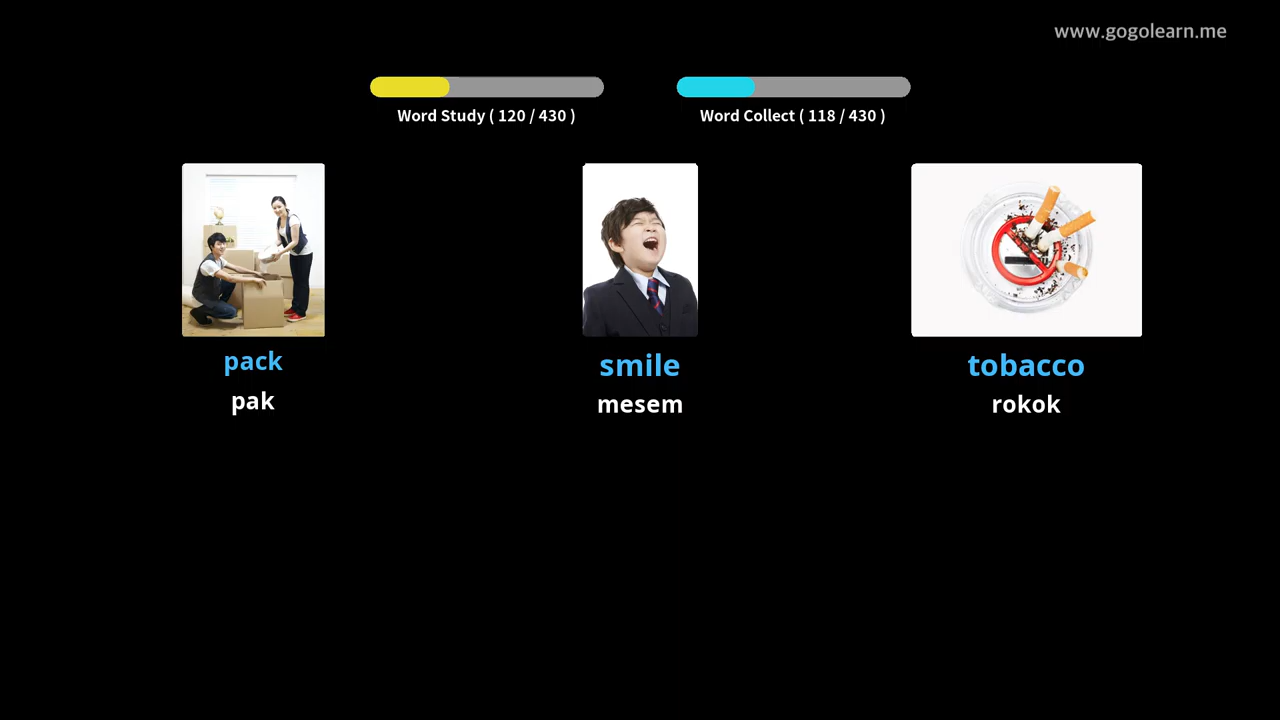 www.gogolearn.me
Word Study ( 120 / 430 )
Word Collect ( 118 / 430 )
pack
pak
smile
mesem
tobacco
rokok